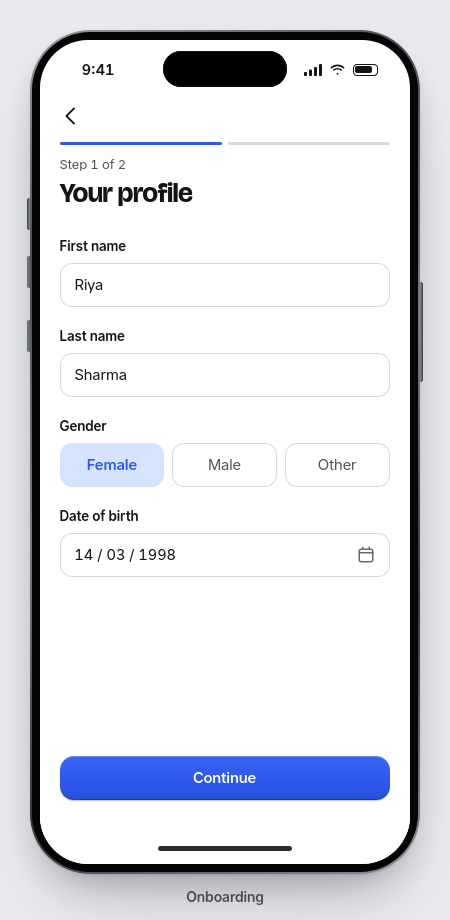 9:41
Step 1 of 2
Your profile
First name
Riya
Last name
Sharma
Gender
Female Male Other
Date of birth
14 / 03 / 1998
Continue
Onboarding